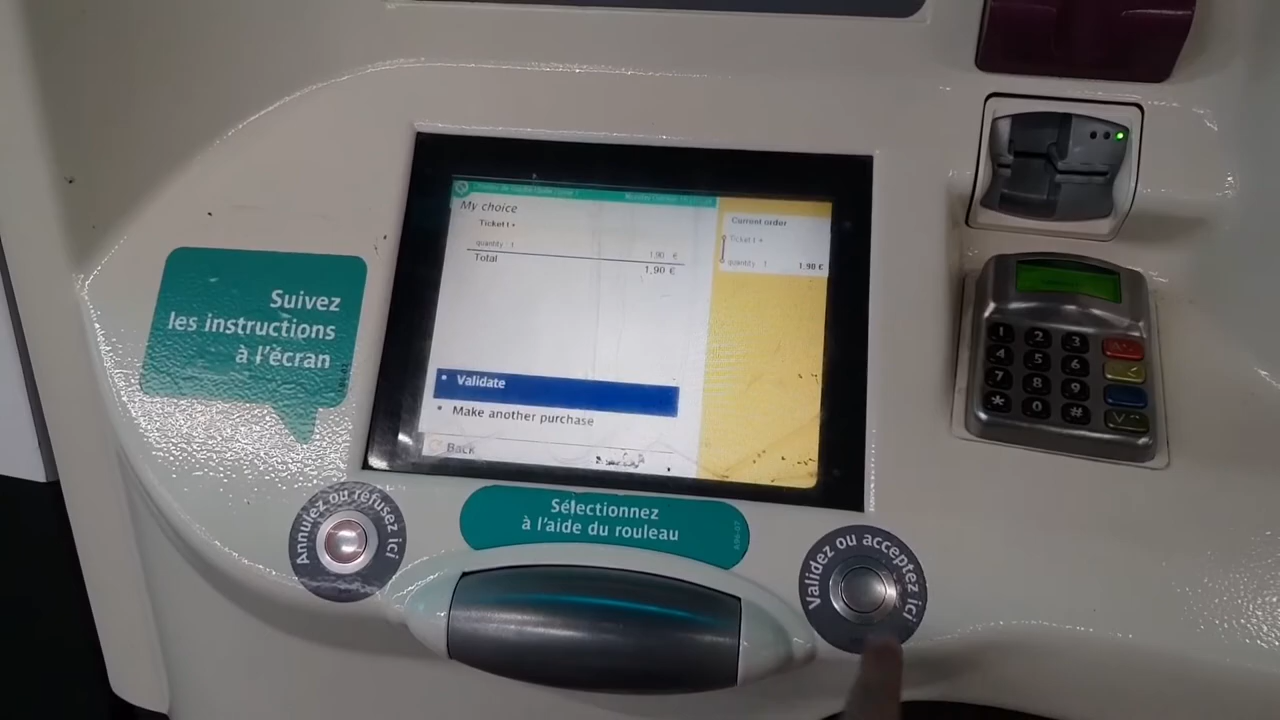 My choice
Ticket t+
quantity : 1
1,90 €
Total
1,90 €
Validate
Make another purchase
Back
Current order
Ticket t+
quantity : 1
1.90 €
Suivez
les instructions
à l'écran
Annulez ou refusez ici
Sélectionnez
à l'aide du rouleau
Validez ou acceptez ici
1 2 3
4 5 6
7 8 9
* 0 #